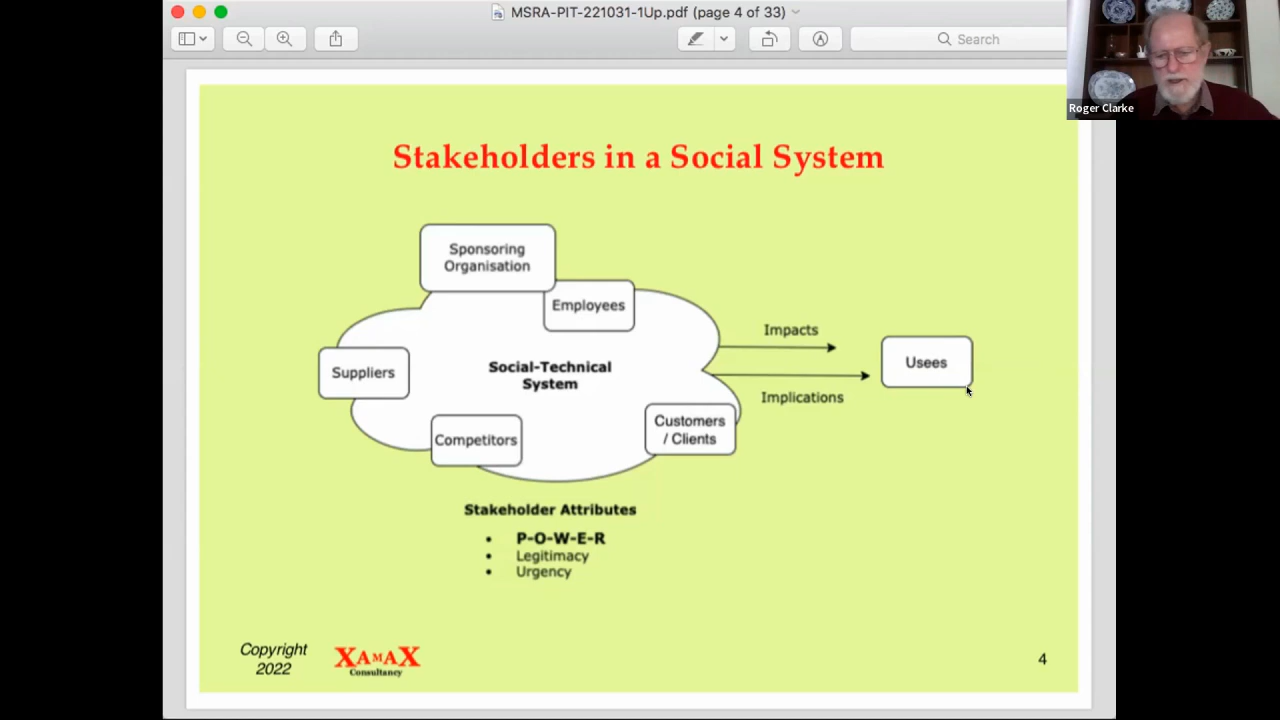 MSRA-PIT-221031-1Up.pdf (page 4 of 33)
Search
Roger Clarke
Stakeholders in a Social System
Sponsoring
Organisation
Employees
Impacts
Suppliers
Social-Technical
System
Usees
Implications
Competitors
Customers
/ Clients
Stakeholder Attributes
• P-O-W-E-R
• Legitimacy
• Urgency
Copyright
2022
XAMAX
Consultancy
4